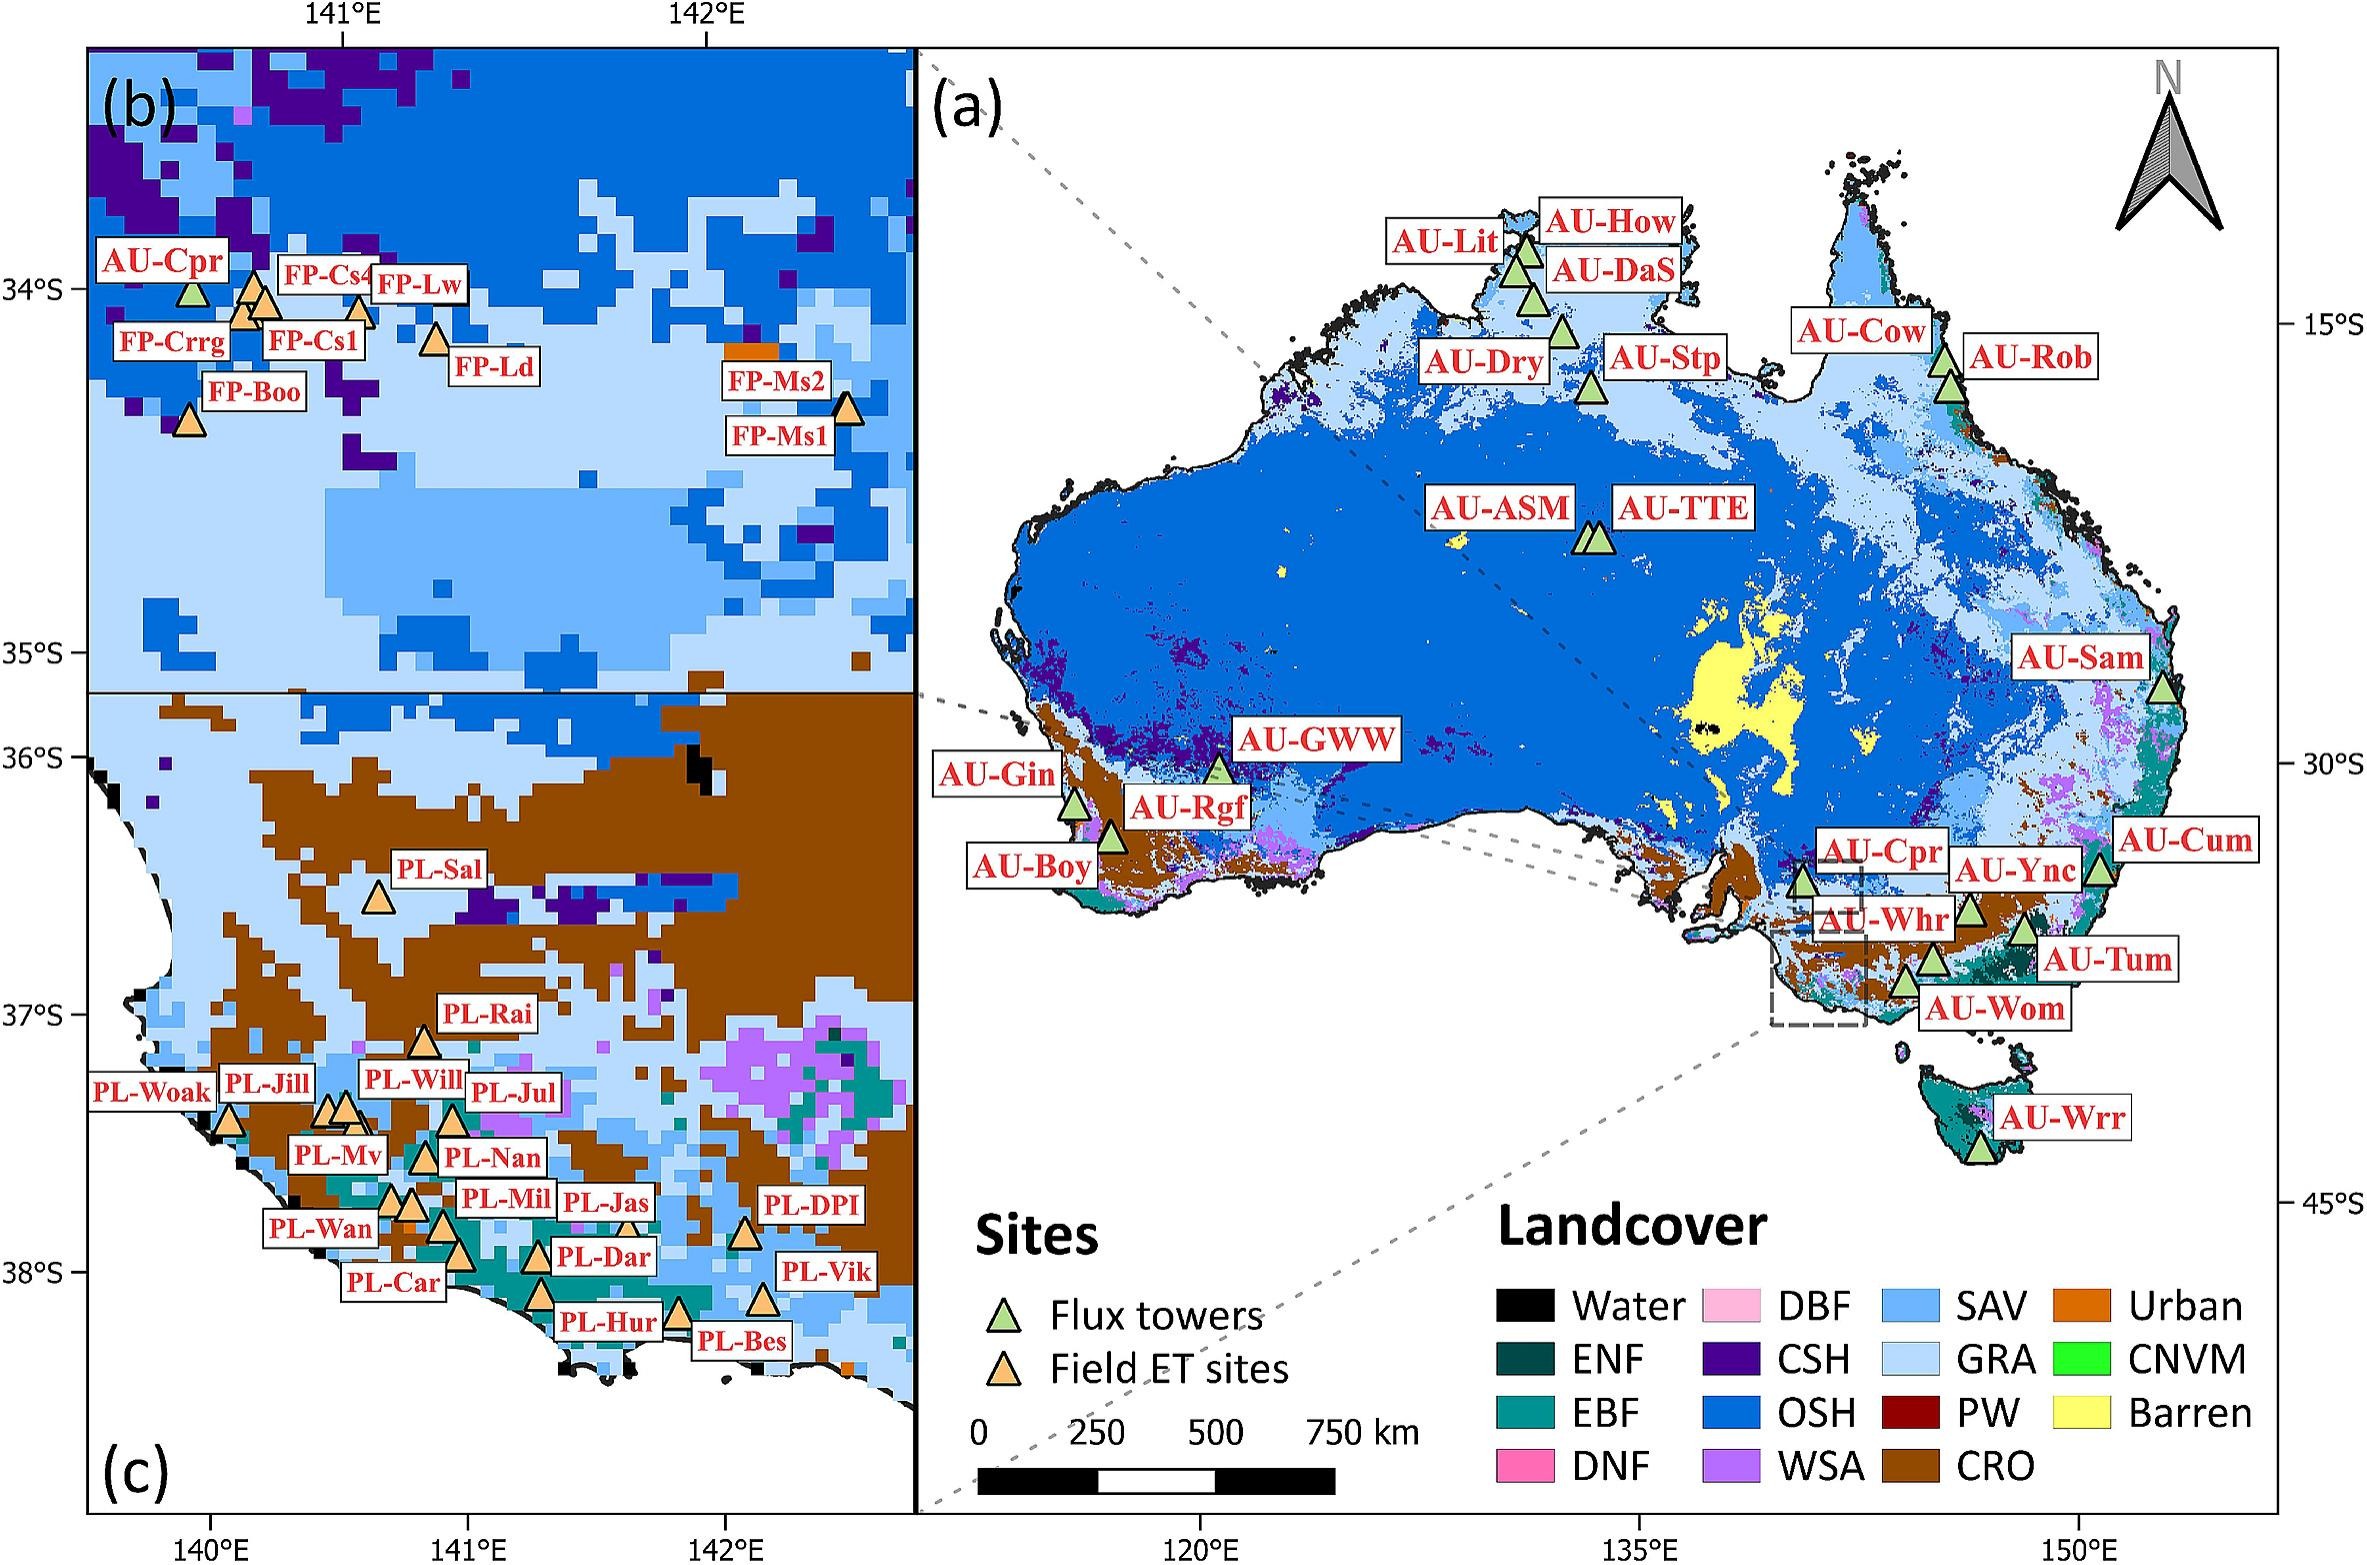 141°E
142°E
(b)
(a)
N
AU-Cpr
FP-Cs4
FP-Lw
34°S
FP-Crrg
FP-Cs1
FP-Ld
FP-Boo
FP-Ms2
FP-Ms1
35°S
36°S
PL-Sal
37°S
PL-Rai
PL-Woak
PL-Jill
PL-Will
PL-Jul
PL-Mv
PL-Nan
PL-Mil
PL-Jas
PL-DPI
PL-Wan
PL-Dar
38°S
PL-Car
PL-Vik
PL-Hur
PL-Bes
(c)
140°E
141°E
142°E
AU-How
AU-Lit
AU-DaS
15°S
AU-Cow
AU-Rob
AU-Dry
AU-Stp
AU-ASM
AU-TTE
AU-Sam
AU-GWW
30°S
AU-Gin
AU-Rgf
AU-Cum
AU-Cpr
AU-Ync
AU-Boy
AU-Whr
AU-Tum
AU-Wom
AU-Wrr
45°S
Sites
Flux towers
Field ET sites
0 250 500 750 km
Landcover
Water DBF SAV Urban
ENF CSH GRA CNVM
EBF OSH PW Barren
DNF WSA CRO
120°E
135°E
150°E